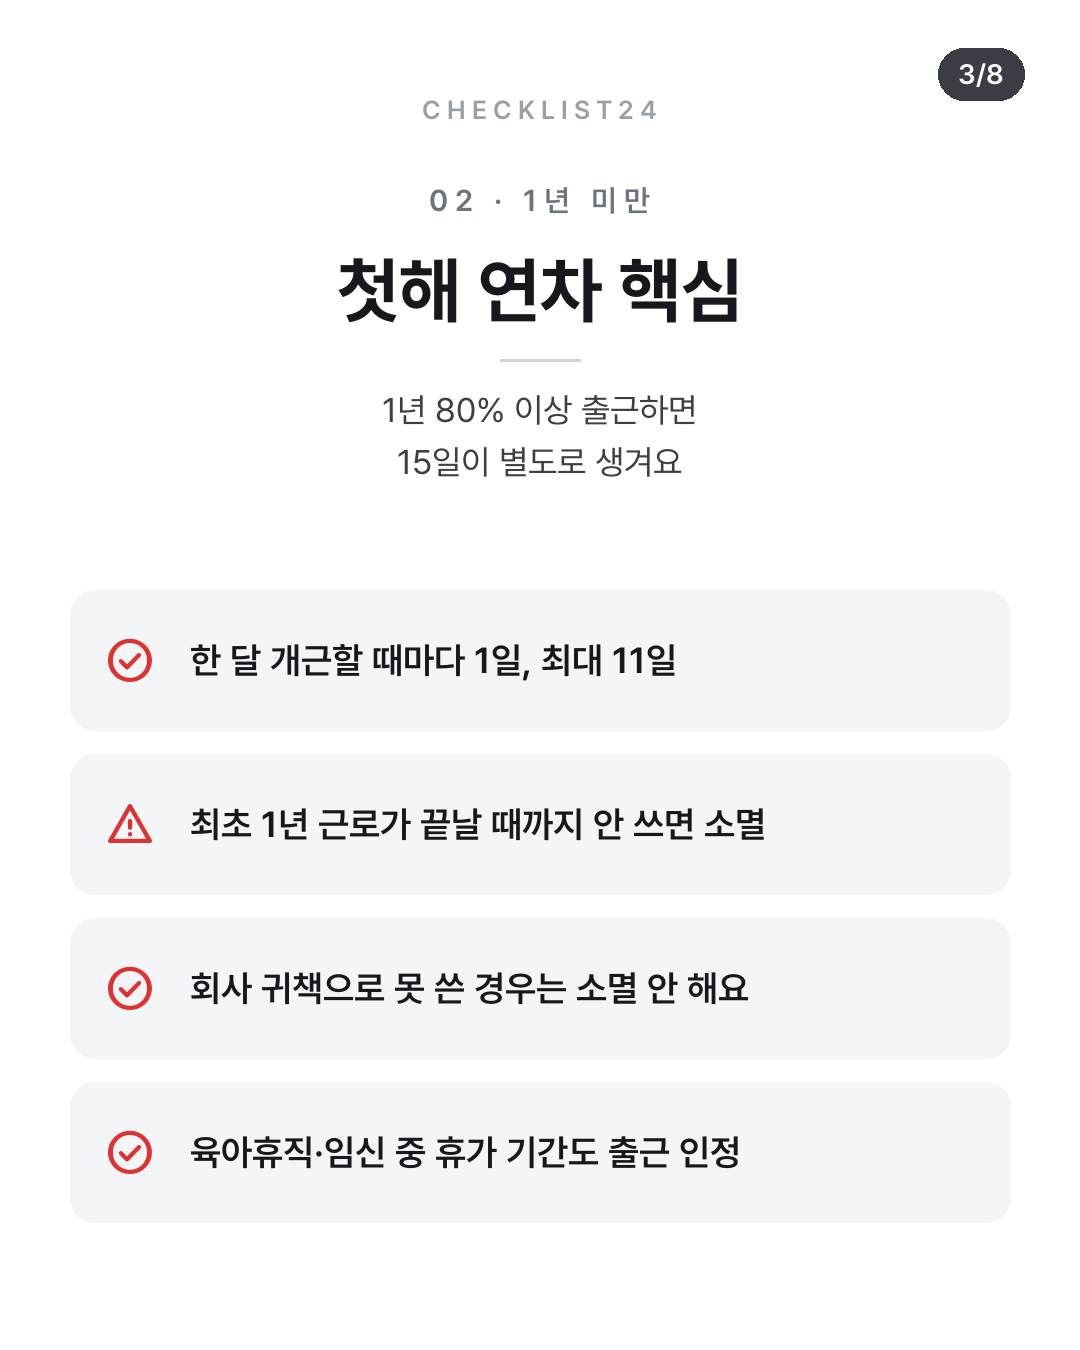 3/8
CHECKLIST24
02 · 1년 미만
첫해 연차 핵심
1년 80% 이상 출근하면
15일이 별도로 생겨요
한 달 개근할 때마다 1일, 최대 11일
최초 1년 근로가 끝날 때까지 안 쓰면 소멸
회사 귀책으로 못 쓴 경우는 소멸 안 해요
육아휴직·임신 중 휴가 기간도 출근 인정